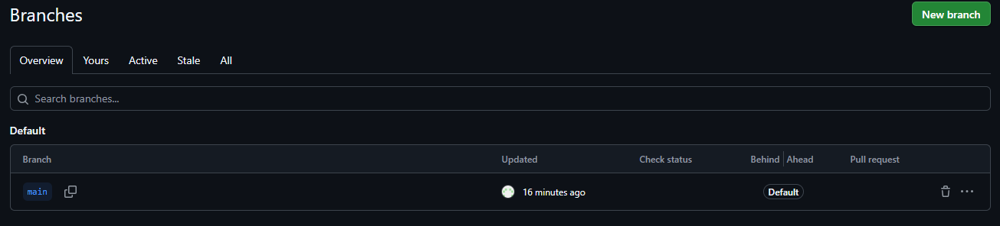 Branches
New branch
Overview Yours Active Stale All
Search branches...
Default
Branch Updated Check status Behind Ahead Pull request
main 16 minutes ago Default